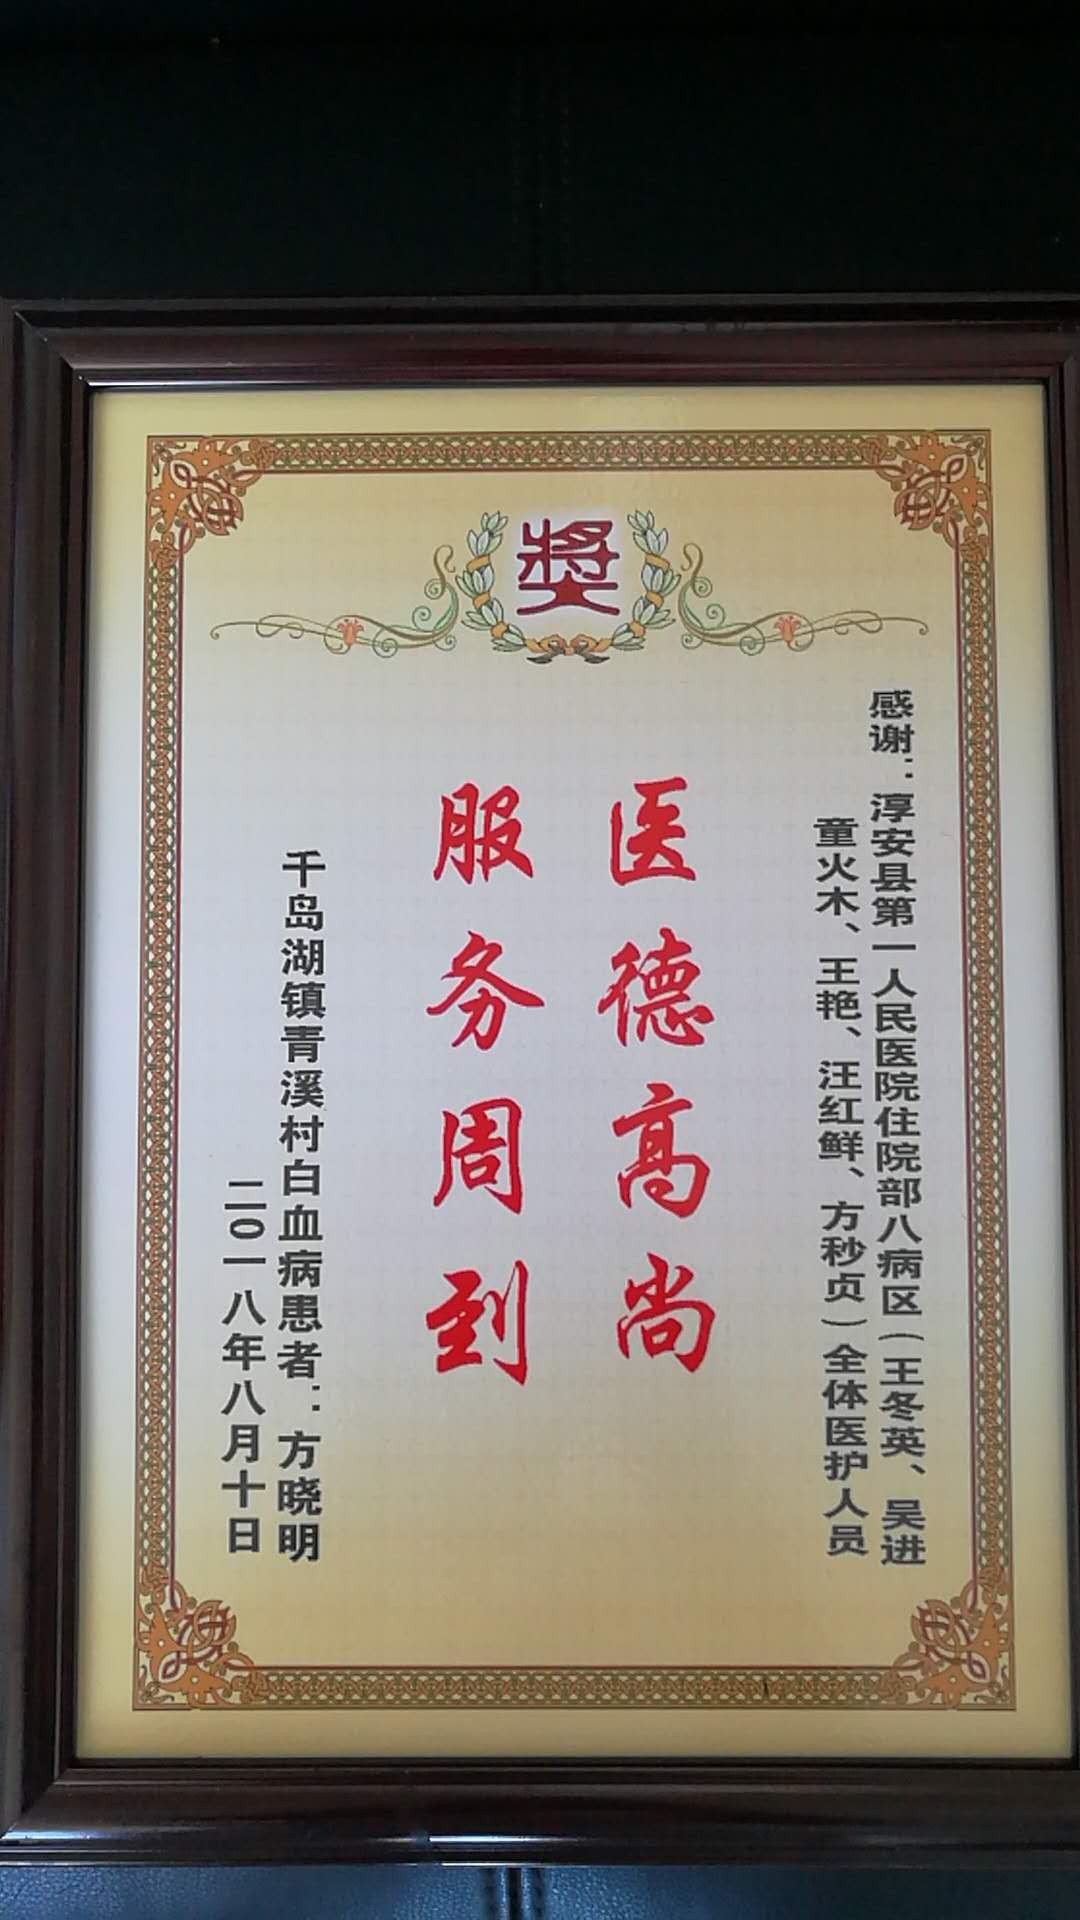 獎
感谢：淳安县第一人民医院住院部八病区（王冬英、吴进
童火木、王艳、汪红鲜、方秒贞）全体医护人员
医德高尚
服务周到
千岛湖镇青溪村白血病患者：方晓明
二〇一八年八月十日